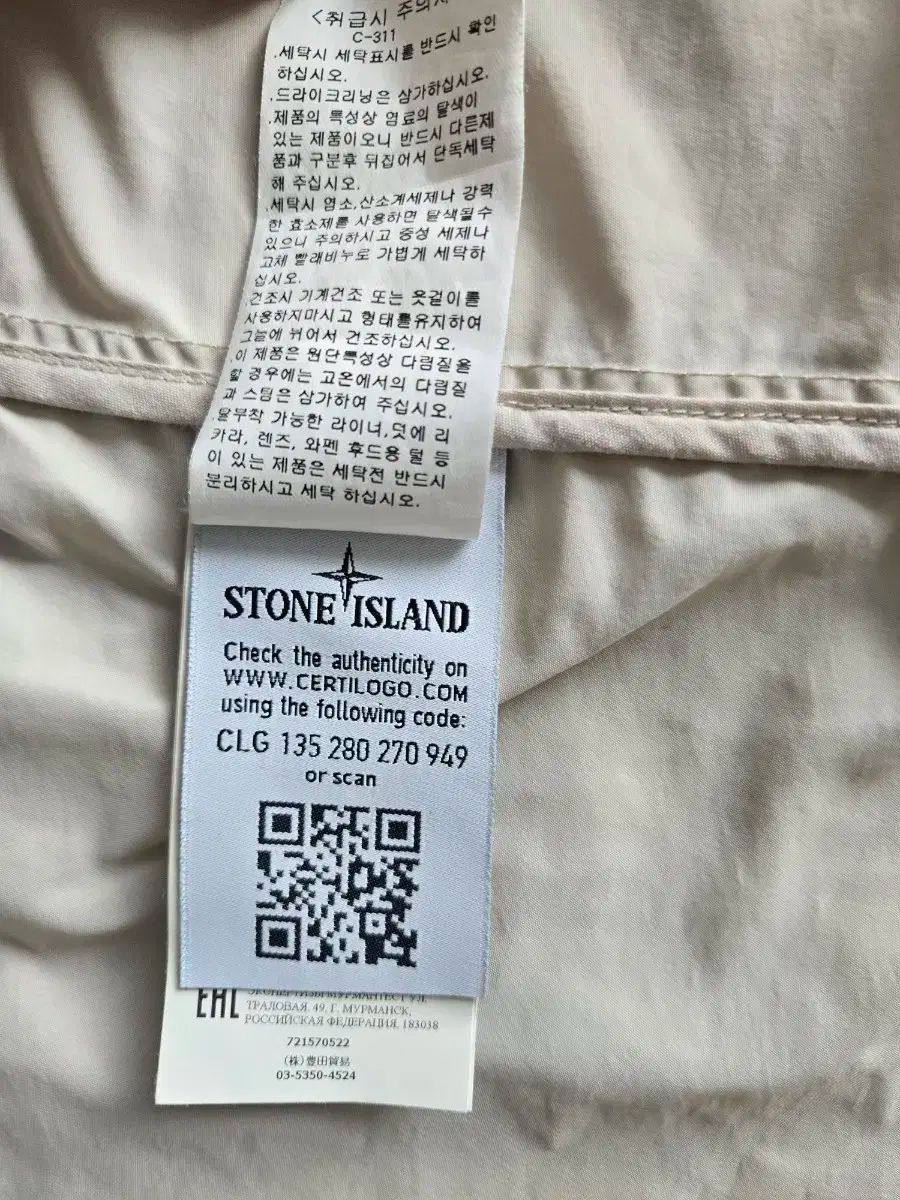 <취급시 주의사
C-311
.세탁시 세탁표시를 반드시 확인
하십시오.
.드라이크리닝은 삼가하십시오.
.제품의 특성상 염료의 탈색이
있는 제품이오니 반드시 다른제
품과 구분후 뒤집어서 단독세탁
해 주십시오.
.세탁시 염소,산소계세제나 강력
한 효소제를 사용하면 탈색될수
있으니 주의하시고 중성 세제나
고체 빨래비누로 가볍게 세탁하
십시오.
.건조시 기계건조 또는 옷걸이를
사용하지마시고 형태를유지하여
그늘에 뉘어서 건조하십시오.
.이 제품은 원단특성상 다림질을
할 경우에는 고온에서의 다림질
과 스팀은 삼가하여 주십시오.
탈부착 가능한 라이너,덧에 리
카라, 렌즈, 와펜 후드용 털 등
이 있는 제품은 세탁전 반드시
분리하시고 세탁 하십시오.
STONE ISLAND
Check the authenticity on
WWW.CERTILOGO.COM
using the following code:
CLG 135 280 270 949
or scan
EAC ЭКСПЕРТИЗЫ МУРМАНТЕСТ УЛ.
ТРАЛОВАЯ. 49, Г. МУРМАНСК,
РОССИЙСКАЯ ФЕДЕРАЦИЯ, 183038
721570522
(株)豊田貿易
03-5350-4524